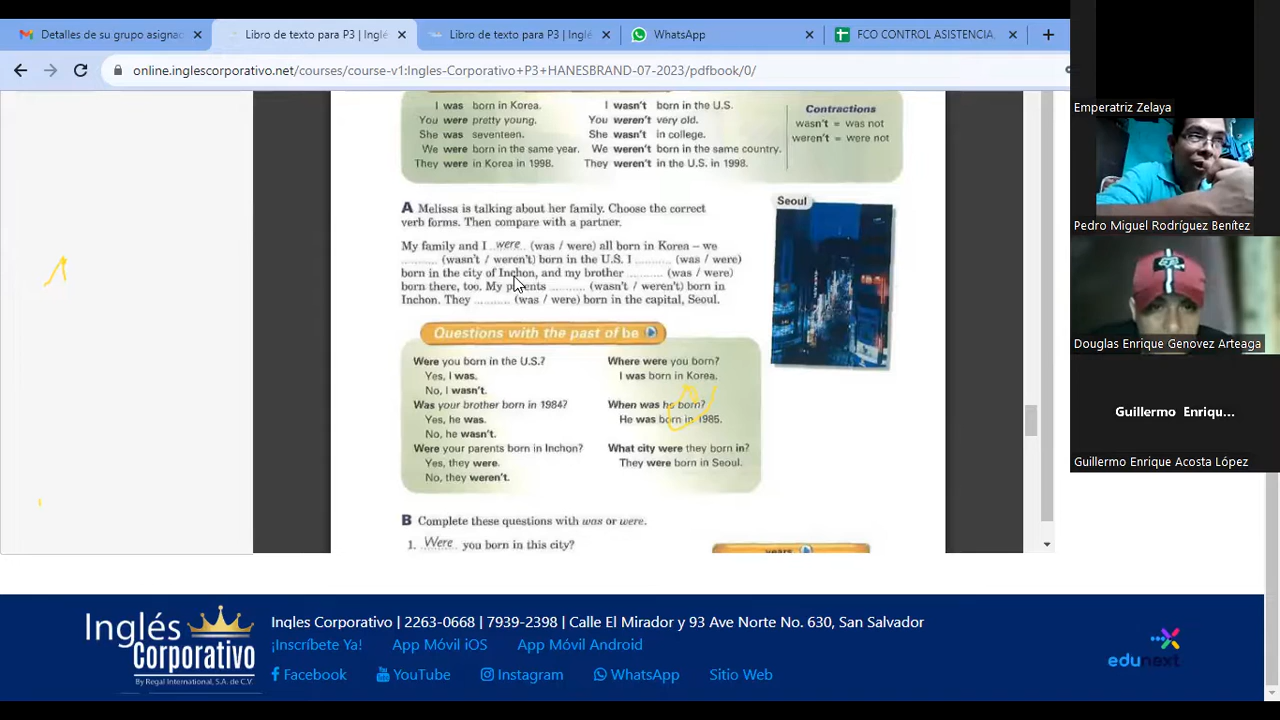 Detalles de su grupo asignac
Libro de texto para P3 | Inglé
Libro de texto para P3 | Inglé
WhatsApp
FCO CONTROL ASISTENCIA,
online.inglescorporativo.net/courses/course-v1:Ingles-Corporativo+P3+HANESBRAND-07-2023/pdfbook/0/
I was born in Korea.
You were pretty young.
She was seventeen.
We were born in the same year.
They were in Korea in 1998.
I wasn't born in the U.S.
You weren't very old.
She wasn't in college.
We weren't born in the same country.
They weren't in the U.S. in 1998.
Contractions
wasn't = was not
weren't = were not
A Melissa is talking about her family. Choose the correct
verb forms. Then compare with a partner.
My family and I were (was / were) all born in Korea – we
.......... (wasn't / weren't) born in the U.S. I .......... (was / were)
born in the city of Inchon, and my brother .......... (was / were)
born there, too. My parents .......... (wasn't / weren't) born in
Inchon. They .......... (was / were) born in the capital, Seoul.
Seoul
Questions with the past of be
Were you born in the U.S.?
Yes, I was.
No, I wasn't.
Was your brother born in 1984?
Yes, he was.
No, he wasn't.
Were your parents born in Inchon?
Yes, they were.
No, they weren't.
Where were you born?
I was born in Korea.
When was he born?
He was born in 1985.
What city were they born in?
They were born in Seoul.
B Complete these questions with was or were.
1. Were you born in this city?
years
Emperatriz Zelaya
Pedro Miguel Rodríguez Benítez
Douglas Enrique Genovez Arteaga
Guillermo Enriqu...
Guillermo Enrique Acosta López
Inglés
Corporativo
By Regal International, S.A. de C.V.
Ingles Corporativo | 2263-0668 | 7939-2398 | Calle El Mirador y 93 Ave Norte No. 630, San Salvador
¡Inscríbete Ya!
App Móvil iOS
App Móvil Android
Facebook
YouTube
Instagram
WhatsApp
Sitio Web
edunext